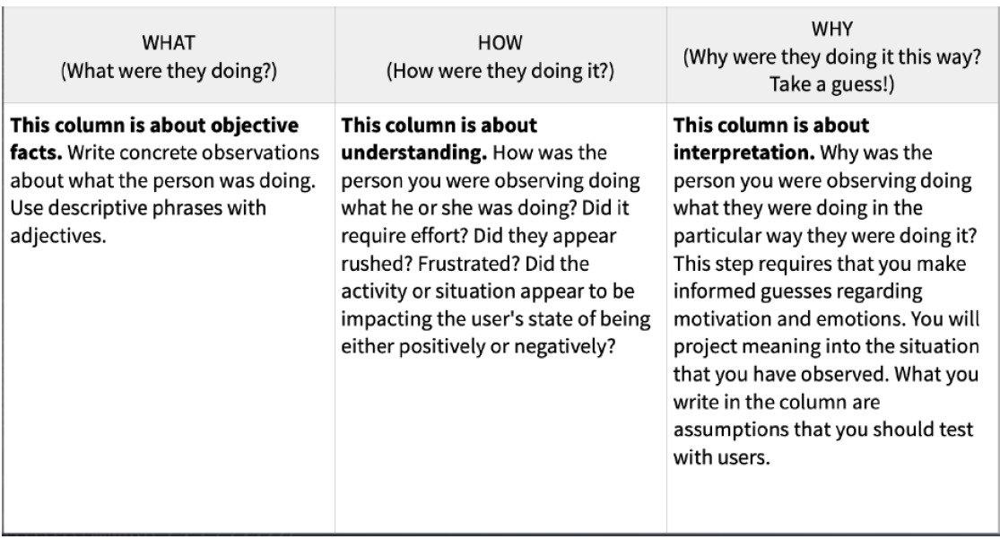 WHAT
(What were they doing?)
HOW
(How were they doing it?)
WHY
(Why were they doing it this way?
Take a guess!)
This column is about objective
facts. Write concrete observations
about what the person was doing.
Use descriptive phrases with
adjectives.
This column is about
understanding. How was the
person you were observing doing
what he or she was doing? Did it
require effort? Did they appear
rushed? Frustrated? Did the
activity or situation appear to be
impacting the user's state of being
either positively or negatively?
This column is about
interpretation. Why was the
person you were observing doing
what they were doing in the
particular way they were doing it?
This step requires that you make
informed guesses regarding
motivation and emotions. You will
project meaning into the situation
that you have observed. What you
write in the column are
assumptions that you should test
with users.